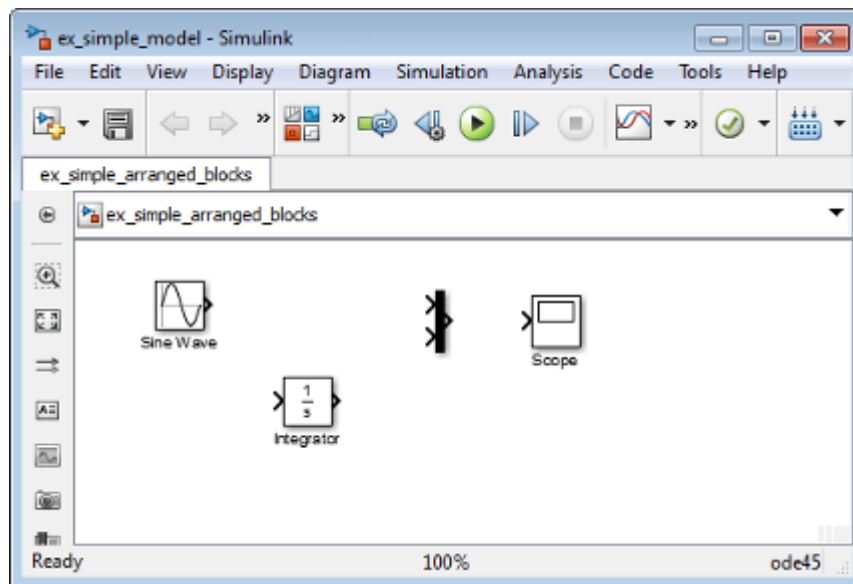 ex_simple_model - Simulink
File Edit View Display Diagram Simulation Analysis Code Tools Help
ex_simple_arranged_blocks
ex_simple_arranged_blocks
Sine Wave
Scope
1
s
Integrator
Ready 100% ode45